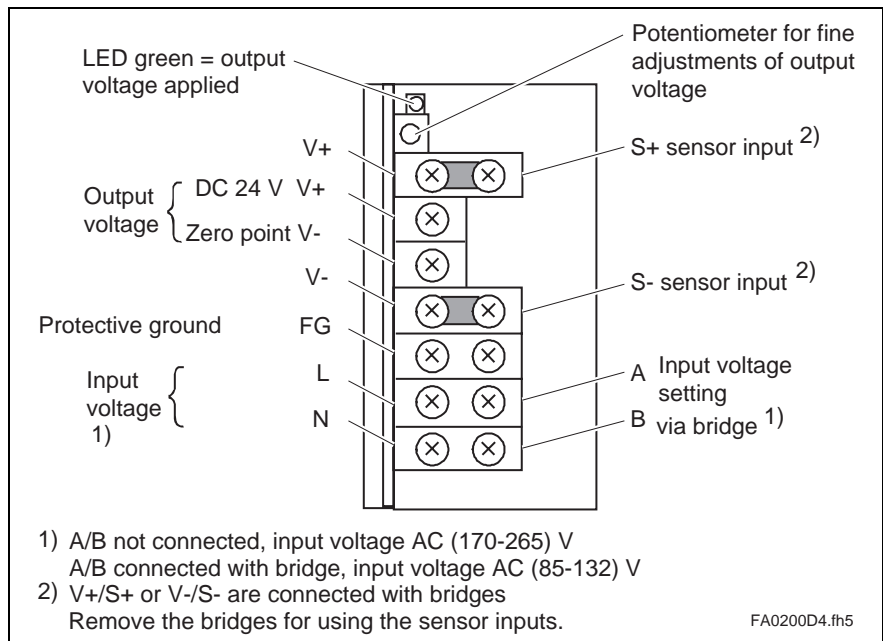 LED green = output
voltage applied
Potentiometer for fine
adjustments of output
voltage
V+
S+ sensor input 2)
Output
voltage
DC 24 V V+
Zero point V-
V-
S- sensor input 2)
Protective ground
FG
Input
voltage
1)
L
N
A
B
Input voltage
setting
via bridge 1)
1) A/B not connected, input voltage AC (170-265) V
A/B connected with bridge, input voltage AC (85-132) V
2) V+/S+ or V-/S- are connected with bridges
Remove the bridges for using the sensor inputs.
FA0200D4.fh5